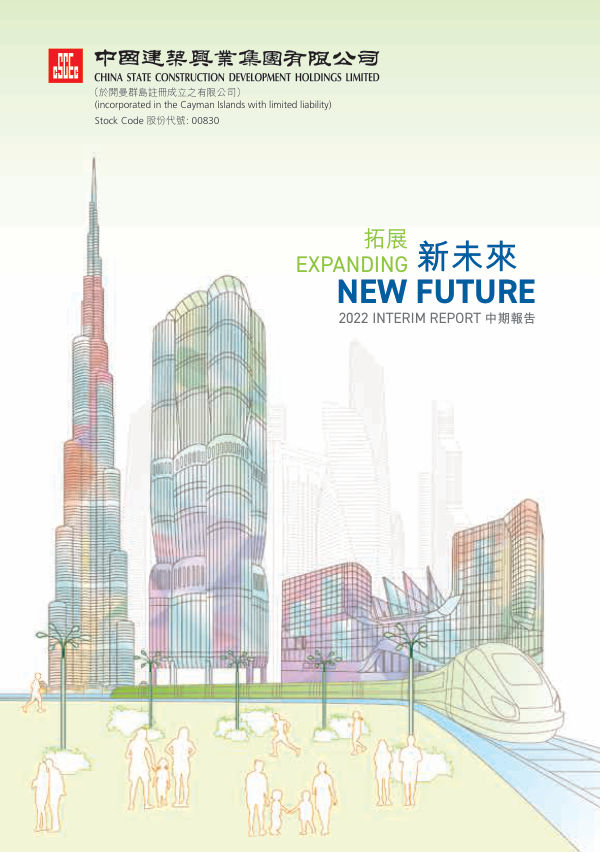 CSCEC
中國建築興業集團有限公司
CHINA STATE CONSTRUCTION DEVELOPMENT HOLDINGS LIMITED
（於開曼群島註冊成立之有限公司）
(incorporated in the Cayman Islands with limited liability)
Stock Code 股份代號: 00830
拓展
EXPANDING 新未來
NEW FUTURE
2022 INTERIM REPORT 中期報告